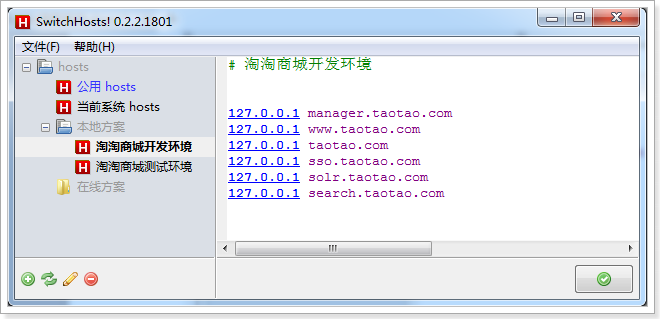 SwitchHosts! 0.2.2.1801
文件(F) 帮助(H)
hosts
公用 hosts
当前系统 hosts
本地方案
淘淘商城开发环境
淘淘商城测试环境
在线方案
# 淘淘商城开发环境
127.0.0.1 manager.taotao.com
127.0.0.1 www.taotao.com
127.0.0.1 taotao.com
127.0.0.1 sso.taotao.com
127.0.0.1 solr.taotao.com
127.0.0.1 search.taotao.com